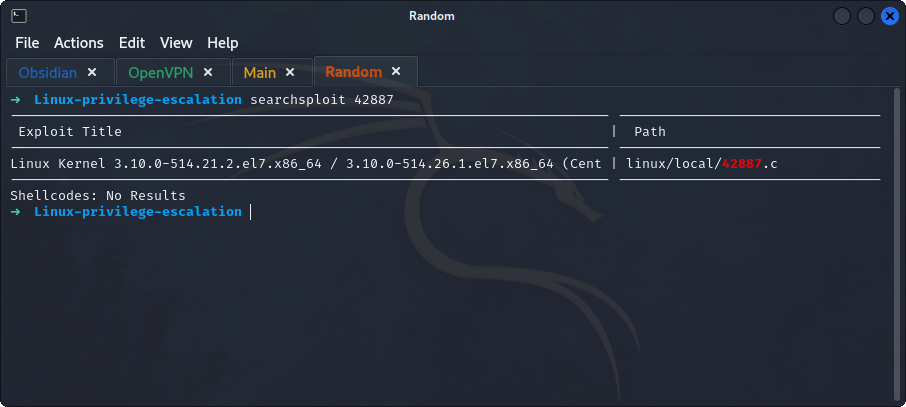 Random
File Actions Edit View Help
Obsidian × OpenVPN × Main × Random ×
→ Linux-privilege-escalation searchsploit 42887
Exploit Title | Path
Linux Kernel 3.10.0-514.21.2.el7.x86_64 / 3.10.0-514.26.1.el7.x86_64 (Cent | linux/local/42887.c
Shellcodes: No Results
→ Linux-privilege-escalation